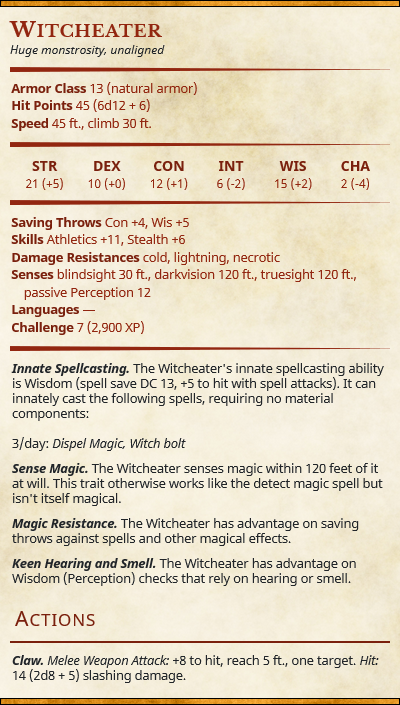 Witcheater
Huge monstrosity, unaligned
Armor Class 13 (natural armor)
Hit Points 45 (6d12 + 6)
Speed 45 ft., climb 30 ft.
STR DEX CON INT WIS CHA
21 (+5) 10 (+0) 12 (+1) 6 (-2) 15 (+2) 2 (-4)
Saving Throws Con +4, Wis +5
Skills Athletics +11, Stealth +6
Damage Resistances cold, lightning, necrotic
Senses blindsight 30 ft., darkvision 120 ft., truesight 120 ft.,
passive Perception 12
Languages —
Challenge 7 (2,900 XP)
Innate Spellcasting. The Witcheater's innate spellcasting ability
is Wisdom (spell save DC 13, +5 to hit with spell attacks). It can
innately cast the following spells, requiring no material
components:
3/day: Dispel Magic, Witch bolt
Sense Magic. The Witcheater senses magic within 120 feet of it
at will. This trait otherwise works like the detect magic spell but
isn't itself magical.
Magic Resistance. The Witcheater has advantage on saving
throws against spells and other magical effects.
Keen Hearing and Smell. The Witcheater has advantage on
Wisdom (Perception) checks that rely on hearing or smell.
Actions
Claw. Melee Weapon Attack: +8 to hit, reach 5 ft., one target. Hit:
14 (2d8 + 5) slashing damage.